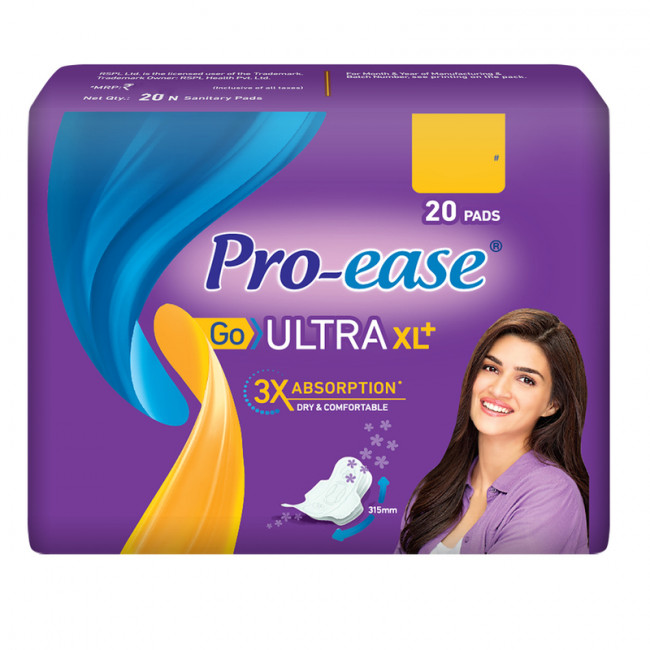 RSPL Ltd. is the licensed user of the Trademark.
Trademark Owner: RSPL Health Pvt. Ltd.
*MRP:₹ (Inclusive of all taxes)
Net Qty.: 20 N Sanitary Pads
For Month & Year of Manufacturing &
Batch Number, see printing on the pack.
#
20 PADS
Pro-ease®
Go ULTRA XL+
3X ABSORPTION*
DRY & COMFORTABLE
315mm